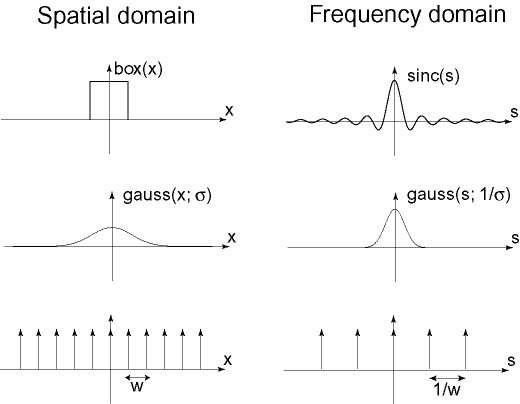 Spatial domain
Frequency domain
box(x)
x
sinc(s)
s
gauss(x; σ)
x
gauss(s; 1/σ)
s
x
w
s
1/w